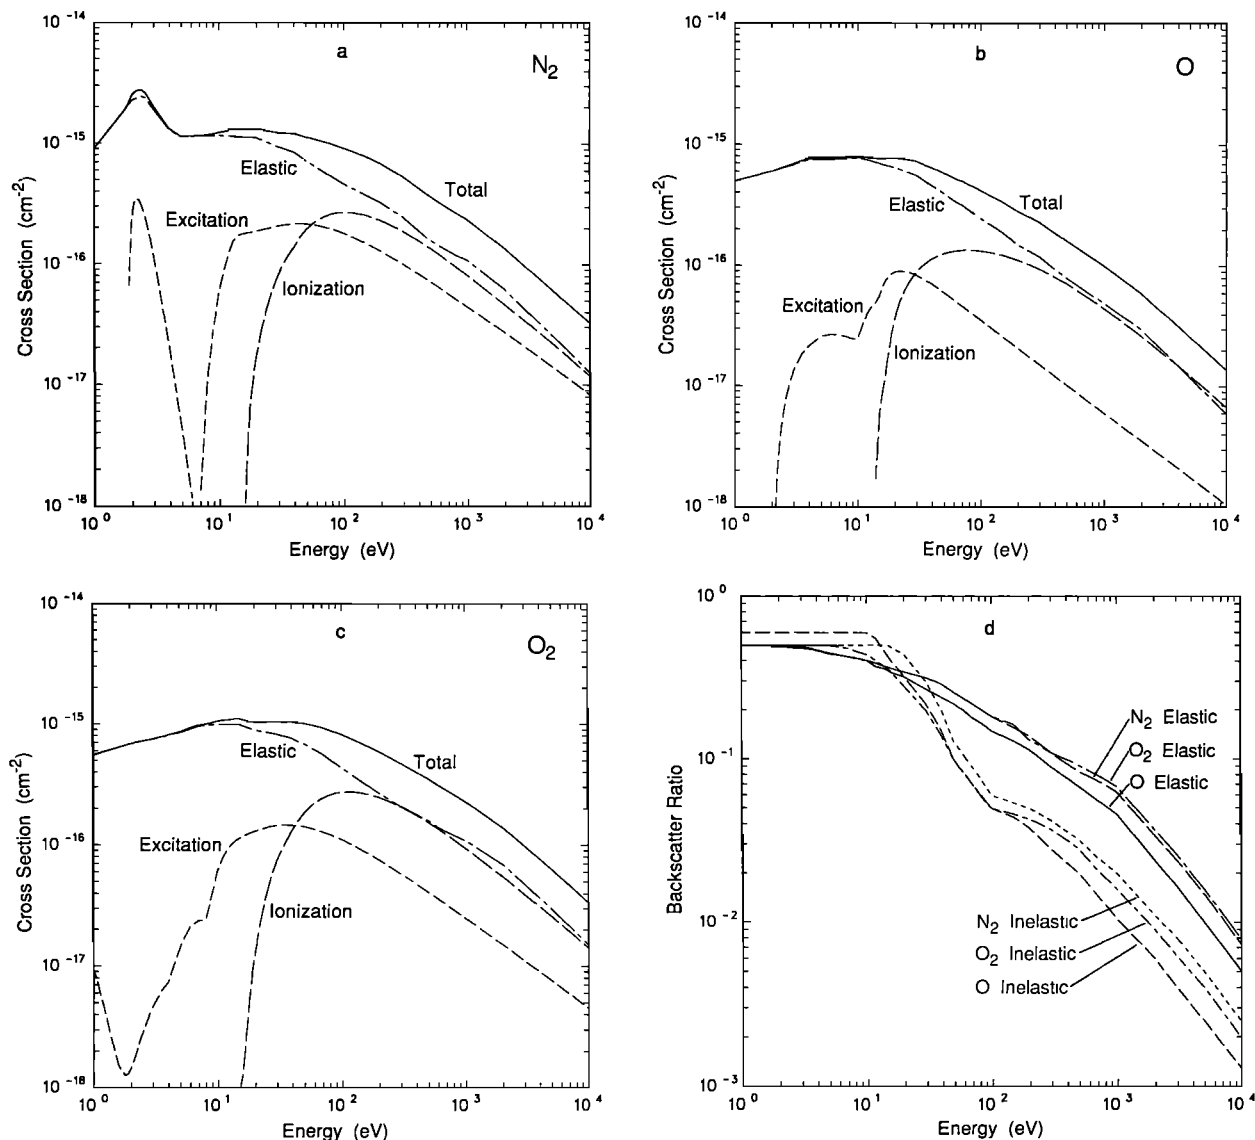 a
N2
10^-14
10^-15
10^-16
10^-17
10^-18
Cross Section (cm^-2)
Total
Elastic
Excitation
Ionization
10^0 10^1 10^2 10^3 10^4
Energy (eV)
b
O
10^-14
10^-15
10^-16
10^-17
10^-18
Cross Section (cm^-2)
Total
Elastic
Excitation
Ionization
10^0 10^1 10^2 10^3 10^4
Energy (eV)
c
O2
10^-14
10^-15
10^-16
10^-17
10^-18
Cross Section (cm^-2)
Elastic
Total
Excitation
Ionization
10^0 10^1 10^2 10^3 10^4
Energy (eV)
d
10^0
10^-1
10^-2
10^-3
Backscatter Ratio
N2 Elastic
O2 Elastic
O Elastic
N2 Inelastic
O2 Inelastic
O Inelastic
10^0 10^1 10^2 10^3 10^4
Energy (eV)